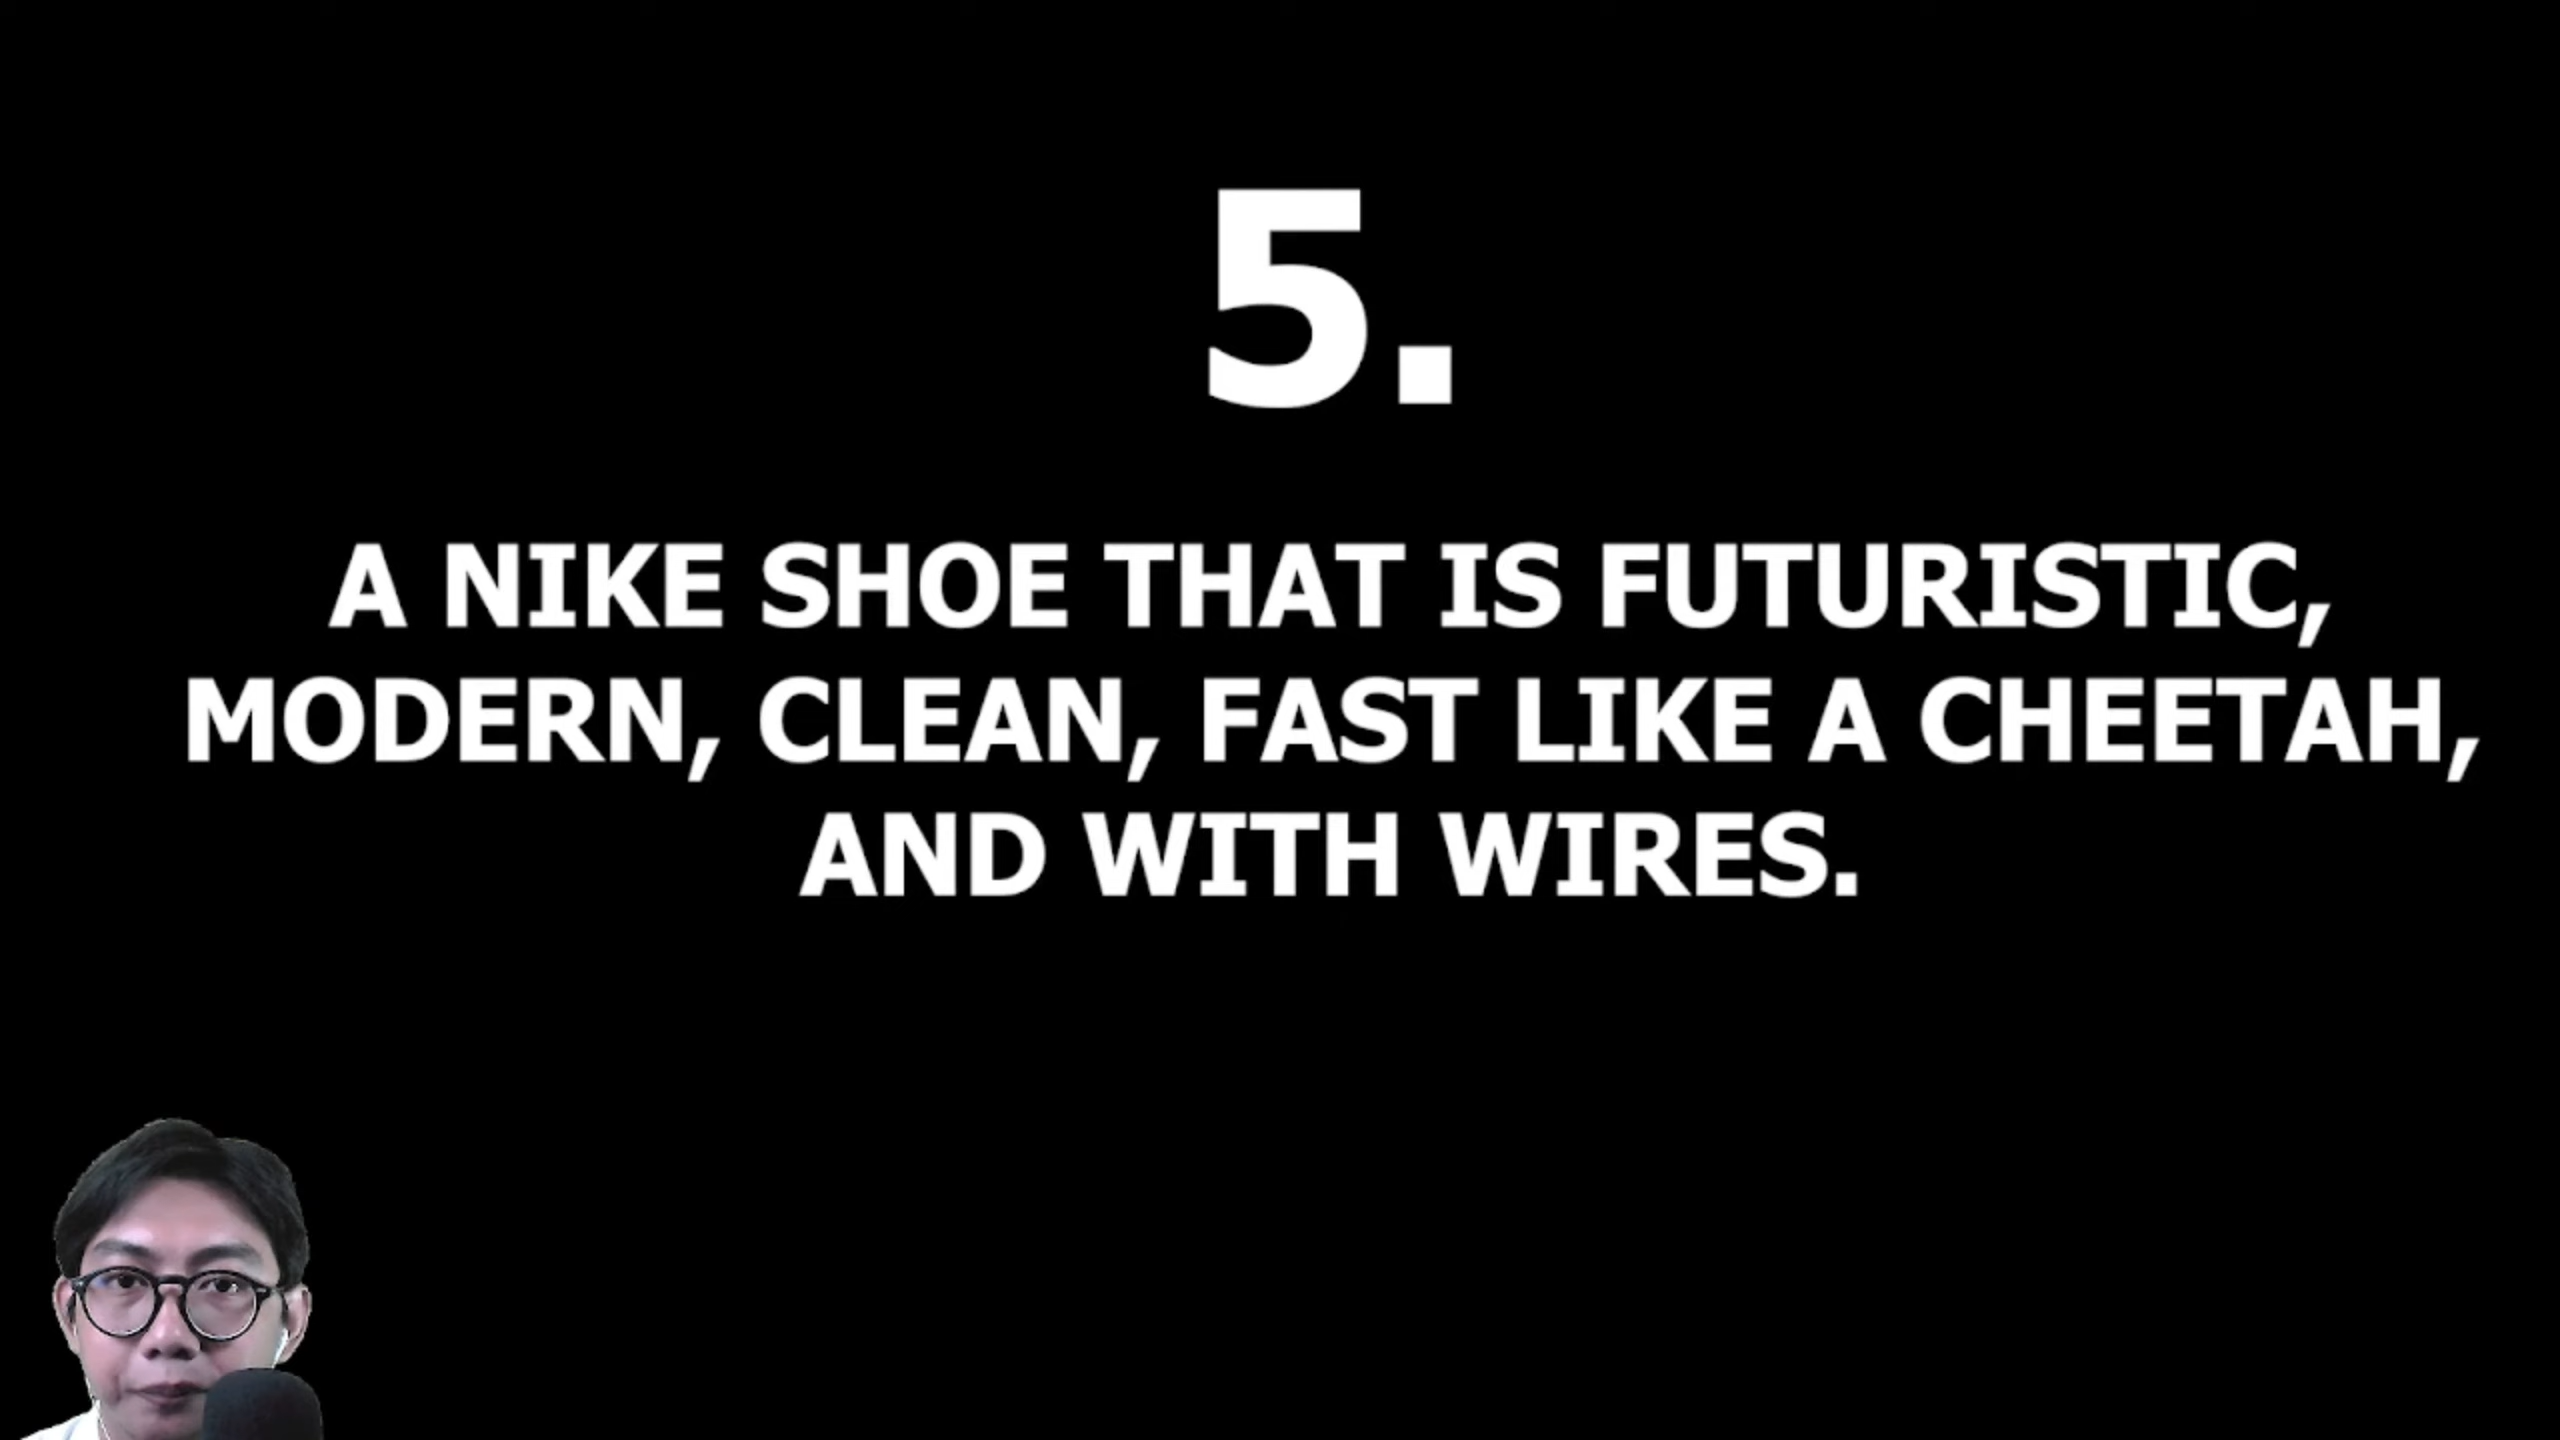 5.
A NIKE SHOE THAT IS FUTURISTIC,
MODERN, CLEAN, FAST LIKE A CHEETAH,
AND WITH WIRES.